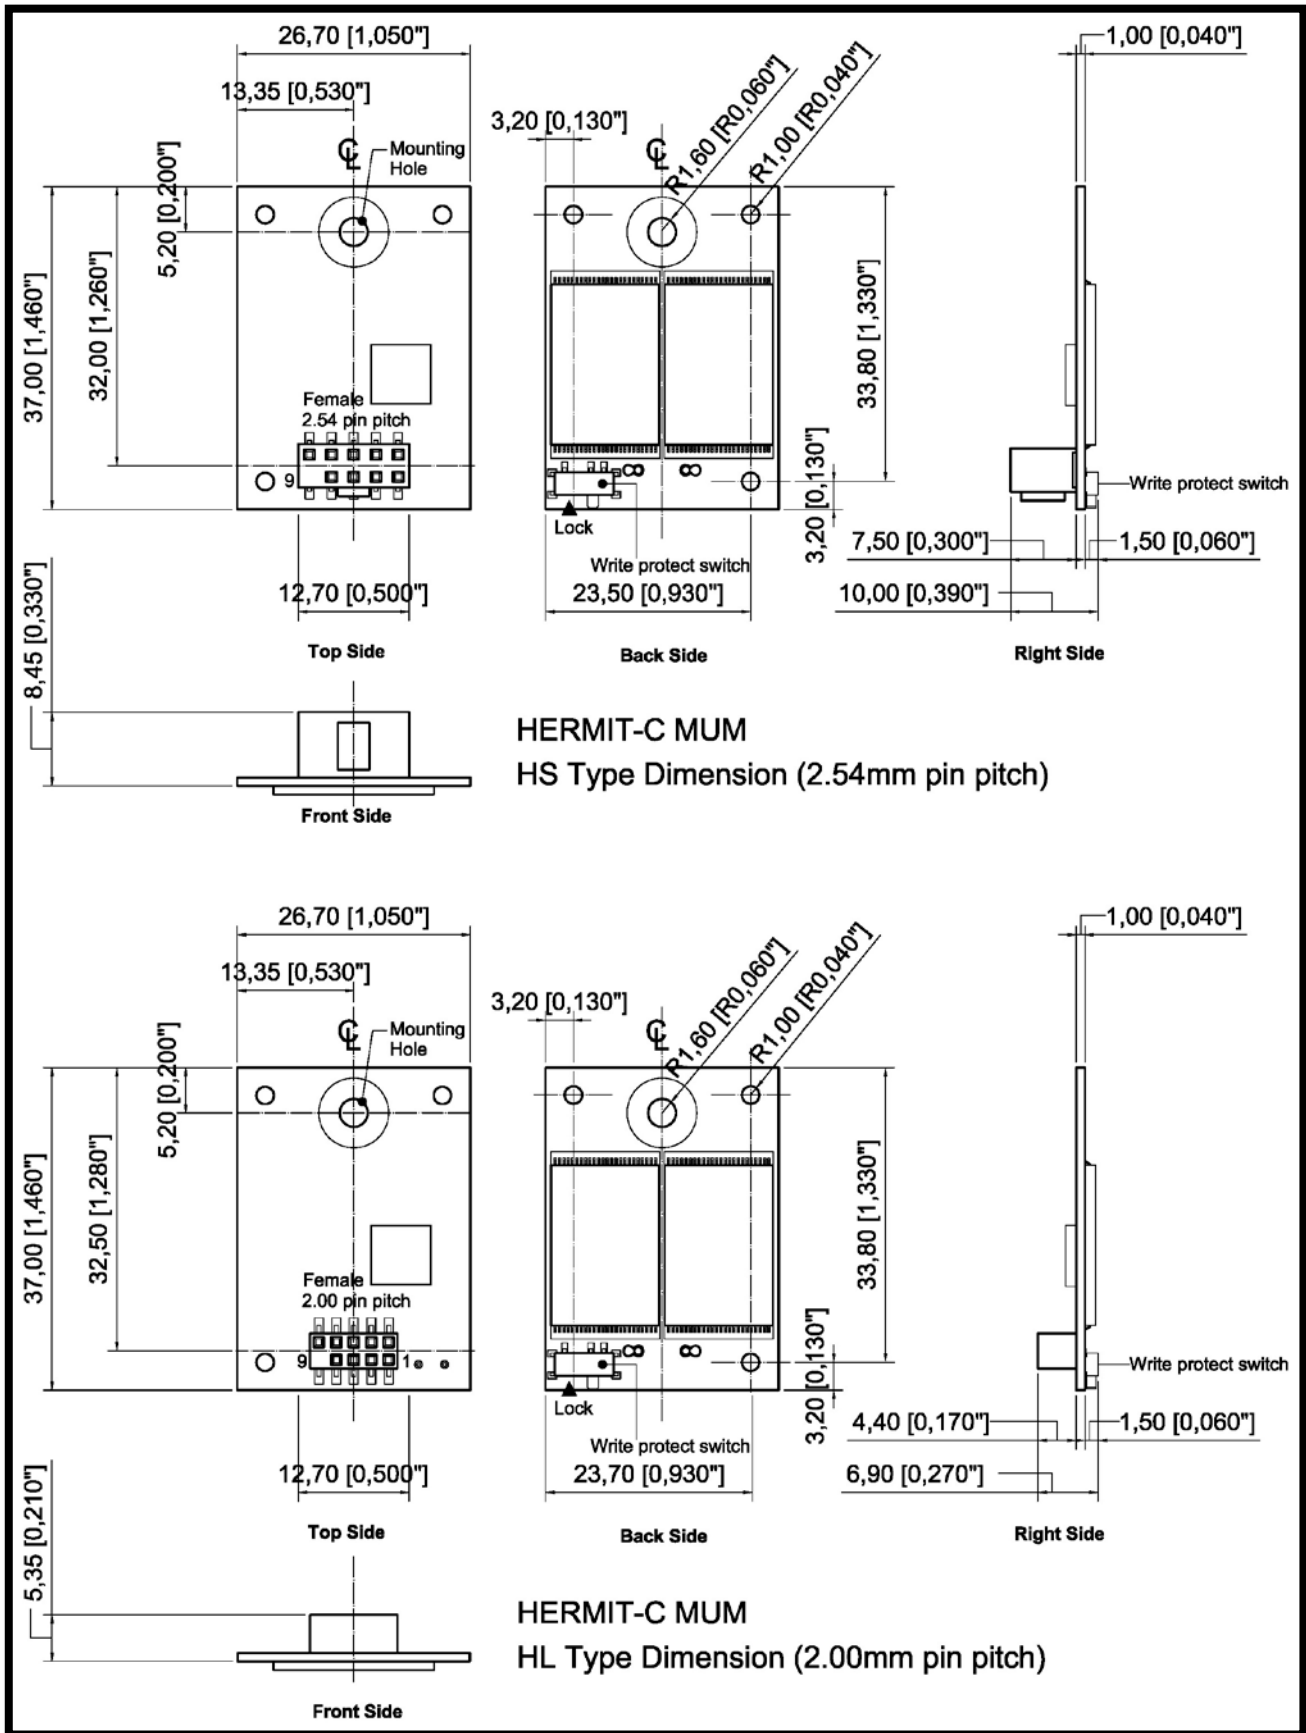 26,70 [1,050"]
13,35 [0,530"]
5,20 [0,200"]
37,00 [1,460"]
32,00 [1,260"]
CL
Mounting
Hole
Female
2.54 pin pitch
9
12,70 [0,500"]
Top Side
3,20 [0,130"]
CL
R1,60 [R0,060"]
R1,00 [R0,040"]
33,80 [1,330"]
3,20 [0,130"]
Lock
Write protect switch
23,50 [0,930"]
Back Side
1,00 [0,040"]
Write protect switch
7,50 [0,300"]
1,50 [0,060"]
10,00 [0,390"]
Right Side
8,45 [0,330"]
Front Side
HERMIT-C MUM
HS Type Dimension (2.54mm pin pitch)
26,70 [1,050"]
13,35 [0,530"]
5,20 [0,200"]
37,00 [1,460"]
32,50 [1,280"]
CL
Mounting
Hole
Female
2.00 pin pitch
9
1
12,70 [0,500"]
Top Side
3,20 [0,130"]
CL
R1,60 [R0,060"]
R1,00 [R0,040"]
33,80 [1,330"]
3,20 [0,130"]
Lock
Write protect switch
23,70 [0,930"]
Back Side
1,00 [0,040"]
Write protect switch
4,40 [0,170"]
1,50 [0,060"]
6,90 [0,270"]
Right Side
5,35 [0,210"]
Front Side
HERMIT-C MUM
HL Type Dimension (2.00mm pin pitch)